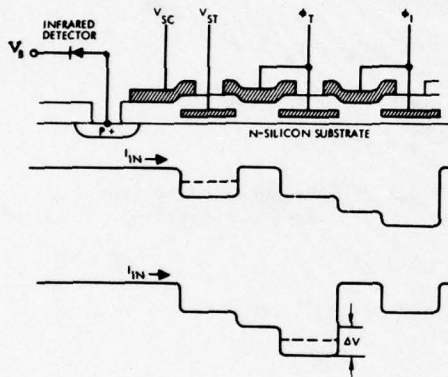 V_SC V_ST ϕ_T ϕ_I
INFRARED
DETECTOR
V_B
P+
N-SILICON SUBSTRATE
I_IN →
I_IN →
ΔV